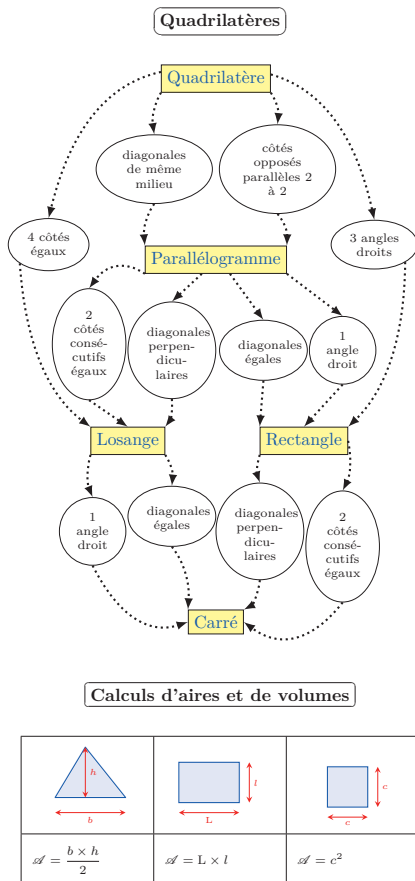 Quadrilatères
Quadrilatère
diagonales
de même
milieu
côtés
opposés
parallèles 2
à 2
4 côtés
égaux
3 angles
droits
Parallélogramme
2
côtés
consé-
cutifs
égaux
diagonales
perpen-
dicu-
laires
diagonales
égales
1
angle
droit
Losange
Rectangle
1
angle
droit
diagonales
égales
diagonales
perpen-
dicu-
laires
2
côtés
consé-
cutifs
égaux
Carré
Calculs d'aires et de volumes
h
b
l
L
c
c
𝒜 = b × h / 2
𝒜 = L × l
𝒜 = c²